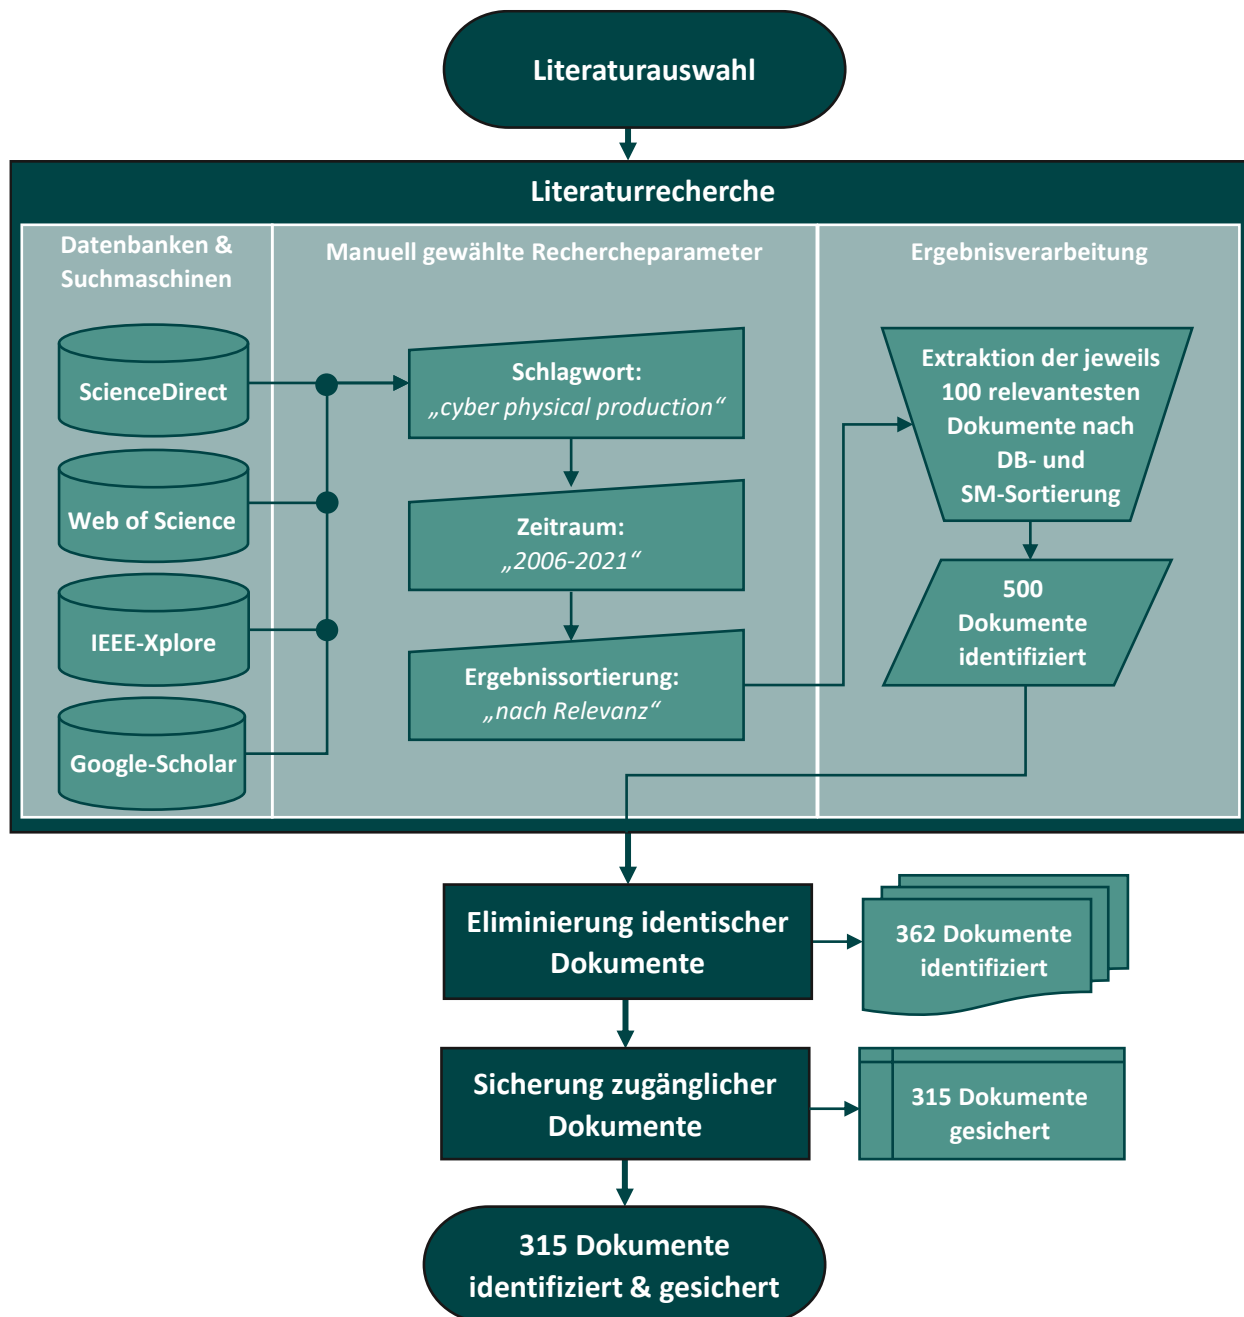 Literaturauswahl
Literaturrecherche
Datenbanken &
Suchmaschinen
ScienceDirect
Web of Science
IEEE-Xplore
Google-Scholar
Manuell gewählte Rechercheparameter
Schlagwort:
„cyber physical production“
Zeitraum:
„2006-2021“
Ergebnissortierung:
„nach Relevanz“
Ergebnisverarbeitung
Extraktion der jeweils
100 relevantesten
Dokumente nach
DB- und
SM-Sortierung
500
Dokumente
identifiziert
Eliminierung identischer
Dokumente
362 Dokumente
identifiziert
Sicherung zugänglicher
Dokumente
315 Dokumente
gesichert
315 Dokumente
identifiziert & gesichert